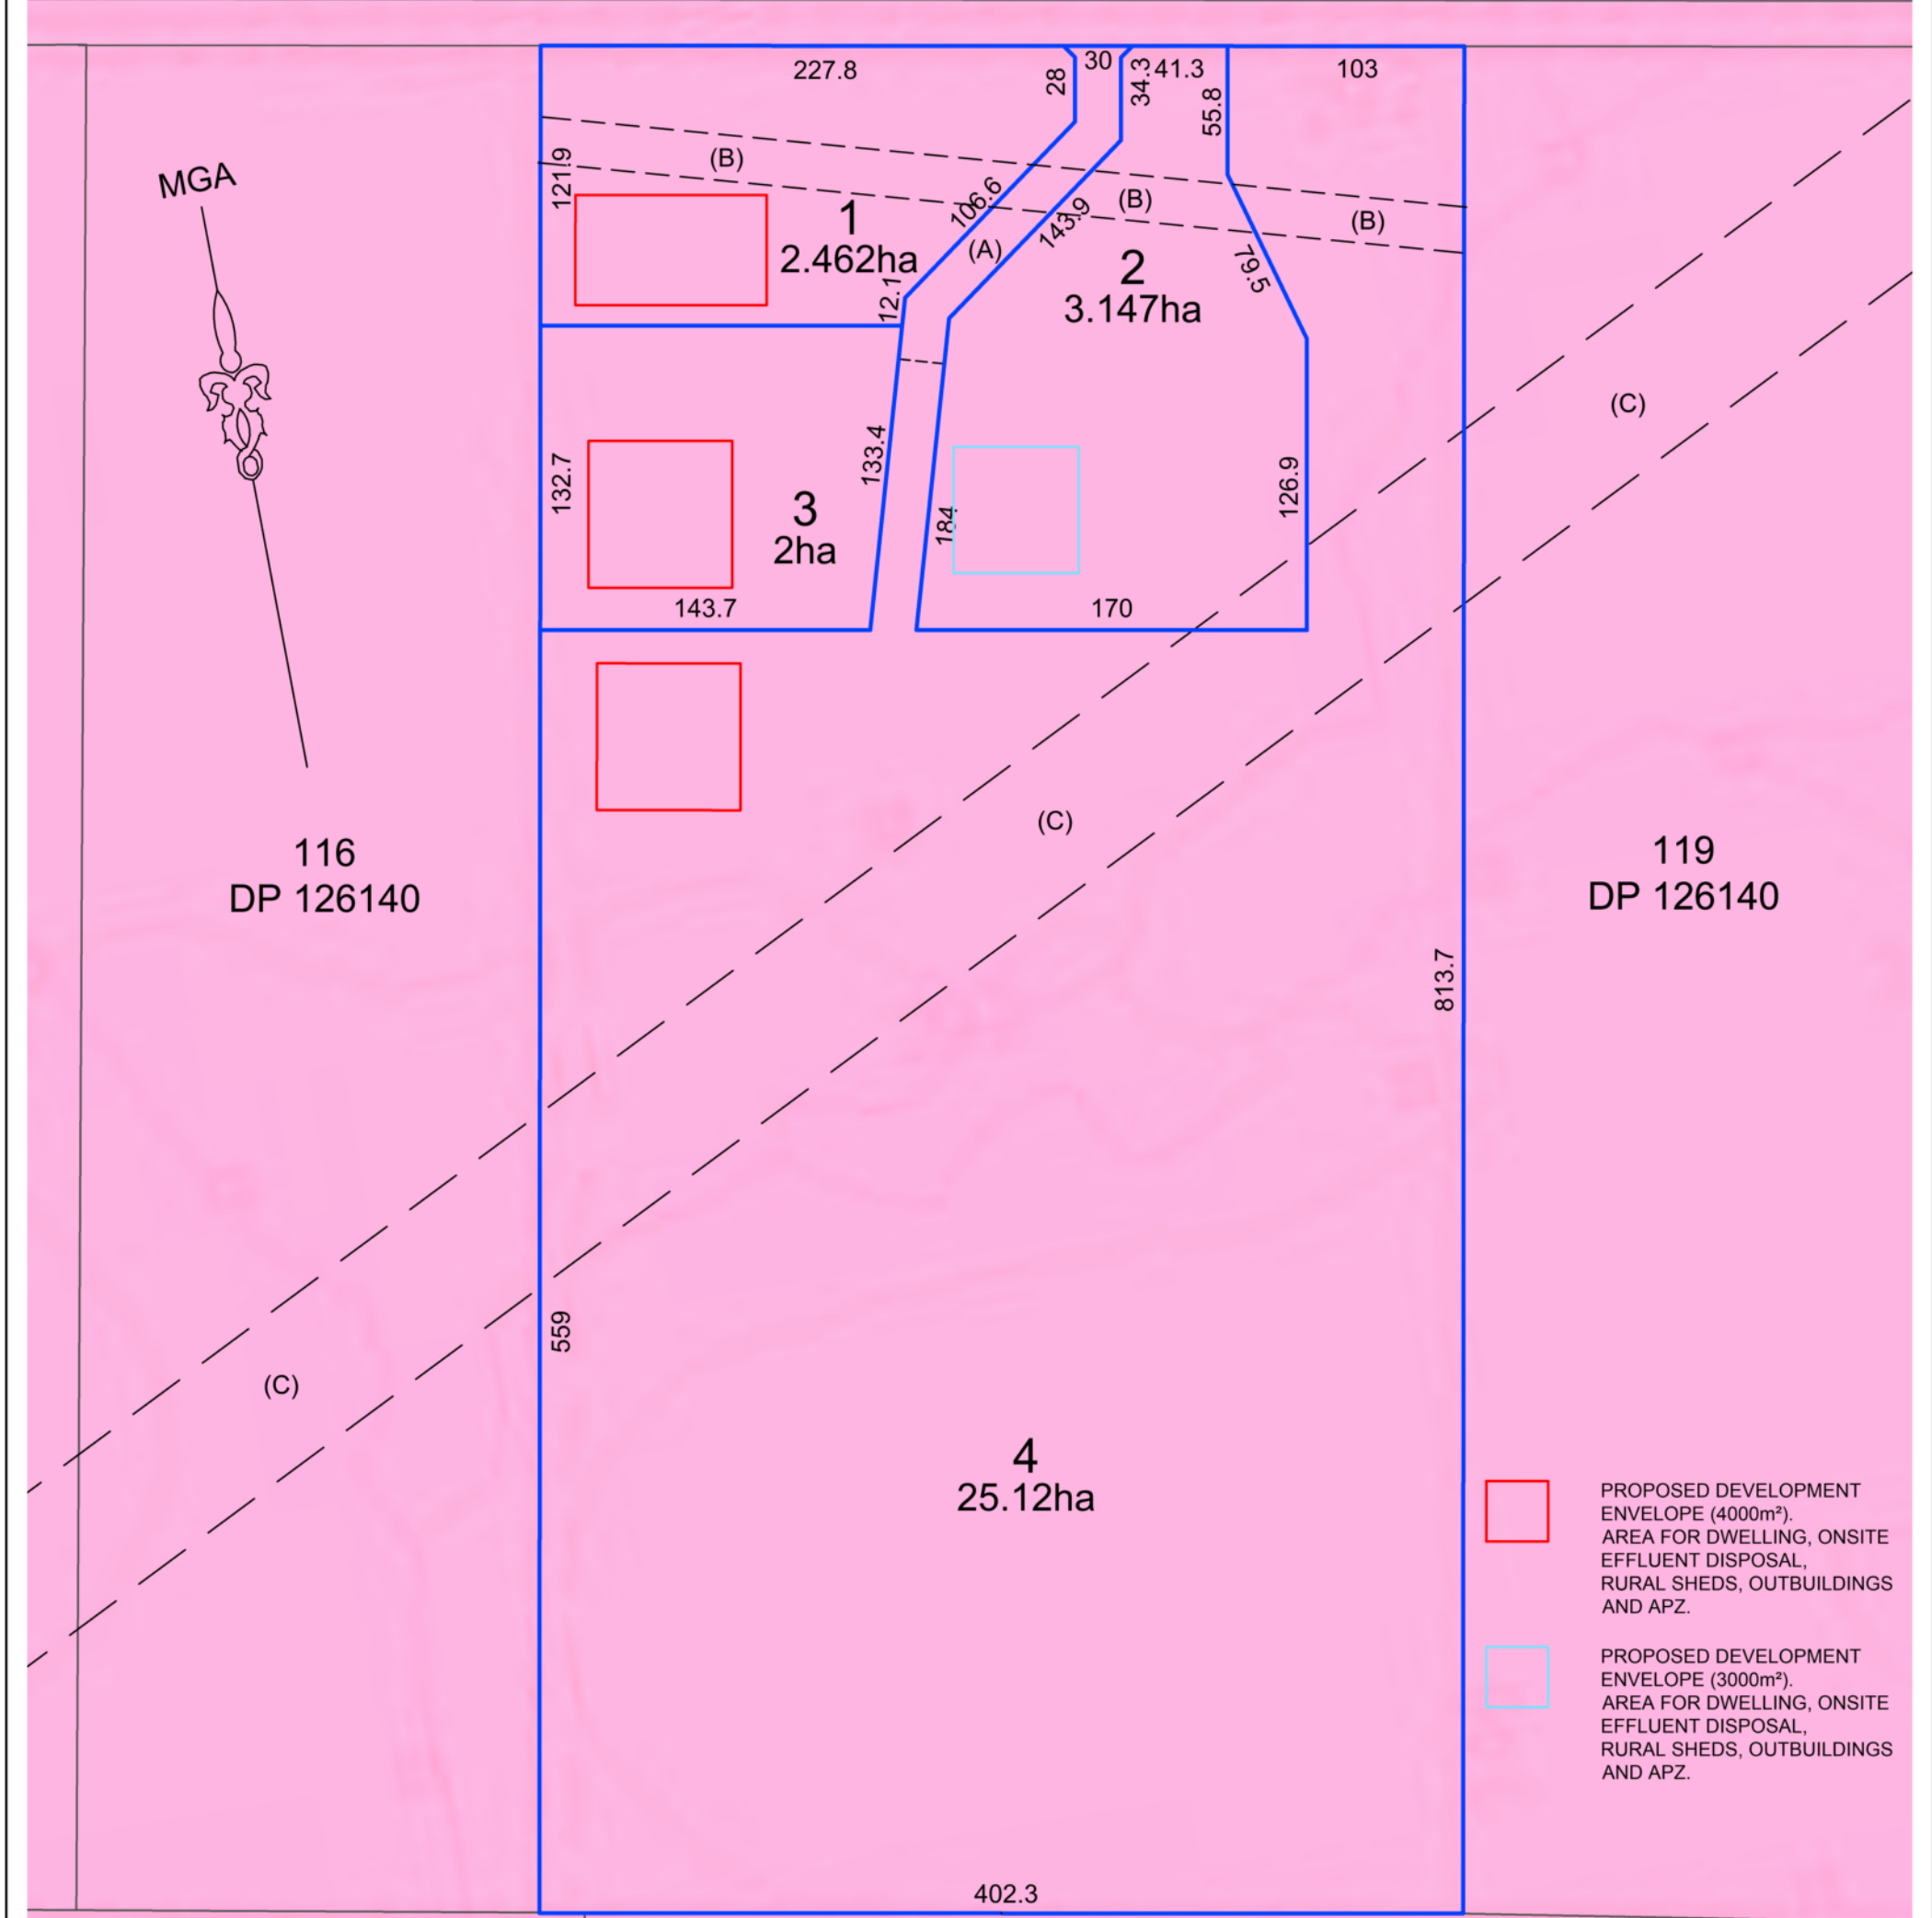 227.8
28
30
34.3
41.3
55.8
103
MGA
121.9
(B)
106.6
143.9
(B)
(B)
1
2.462ha
(A)
2
3.147ha
79.5
12.1
(C)
132.7
133.4
126.9
3
2ha
184
143.7
170
(C)
116
DP 126140
119
DP 126140
813.7
559
(C)
4
25.12ha
PROPOSED DEVELOPMENT
ENVELOPE (4000m²).
AREA FOR DWELLING, ONSITE
EFFLUENT DISPOSAL,
RURAL SHEDS, OUTBUILDINGS
AND APZ.
PROPOSED DEVELOPMENT
ENVELOPE (3000m²).
AREA FOR DWELLING, ONSITE
EFFLUENT DISPOSAL,
RURAL SHEDS, OUTBUILDINGS
AND APZ.
402.3